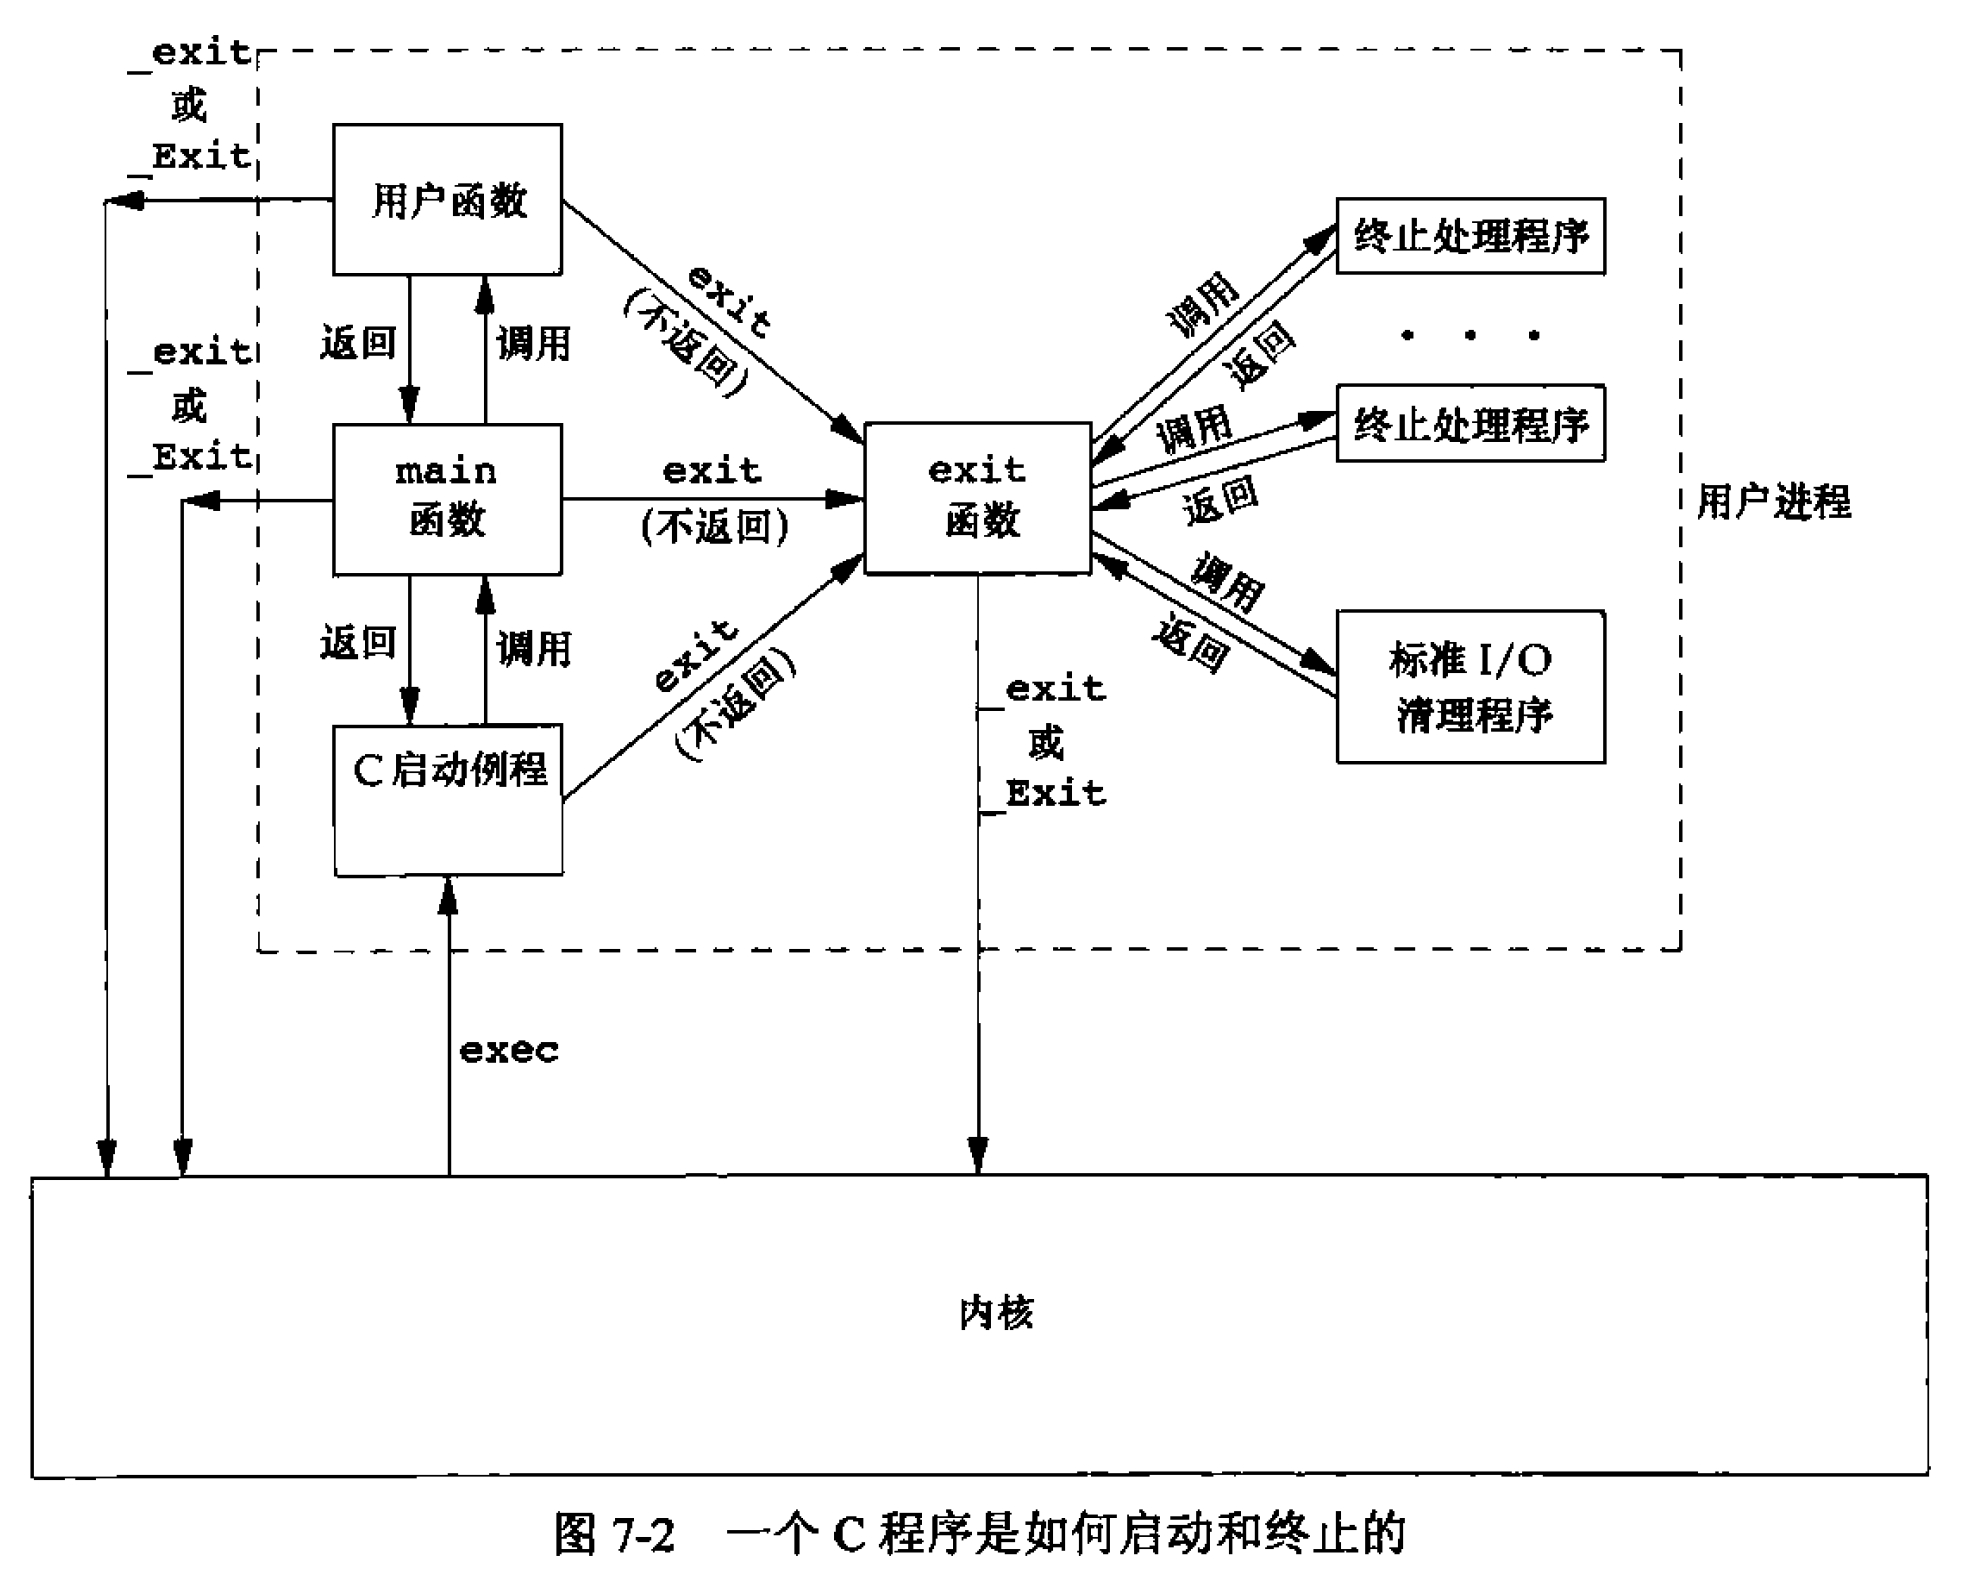 _exit
或
_Exit
用户函数
终止处理程序
exit
(不返回)
调用
返回
· · ·
返回
调用
_exit
或
_Exit
终止处理程序
调用
返回
main
函数
exit
(不返回)
exit
函数
用户进程
返回
调用
exit
(不返回)
调用
返回
标准 I/O
清理程序
_exit
或
_Exit
C 启动例程
exec
内核
图 7-2 一个 C 程序是如何启动和终止的